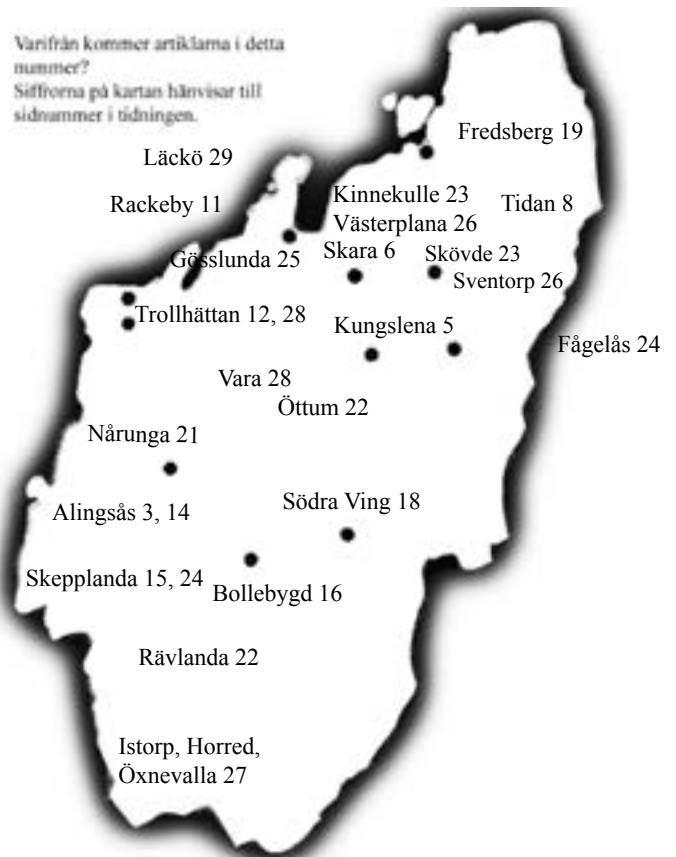 Varifrån kommer artiklarna i detta
nummer?
Siffrorna på kartan hänvisar till
sidnummer i tidningen.
Fredsberg 19
Läckö 29
Kinnekulle 23
Rackeby 11
Tidan 8
Västerplana 26
Skara 6
Skövde 23
Gösslunda 25
Sventorp 26
Trollhättan 12, 28
Kungslena 5
Fågelås 24
Vara 28
Öttum 22
Nårunga 21
Södra Ving 18
Alingsås 3, 14
Skepplanda 15, 24
Bollebygd 16
Rävlanda 22
Istorp, Horred,
Öxnevalla 27